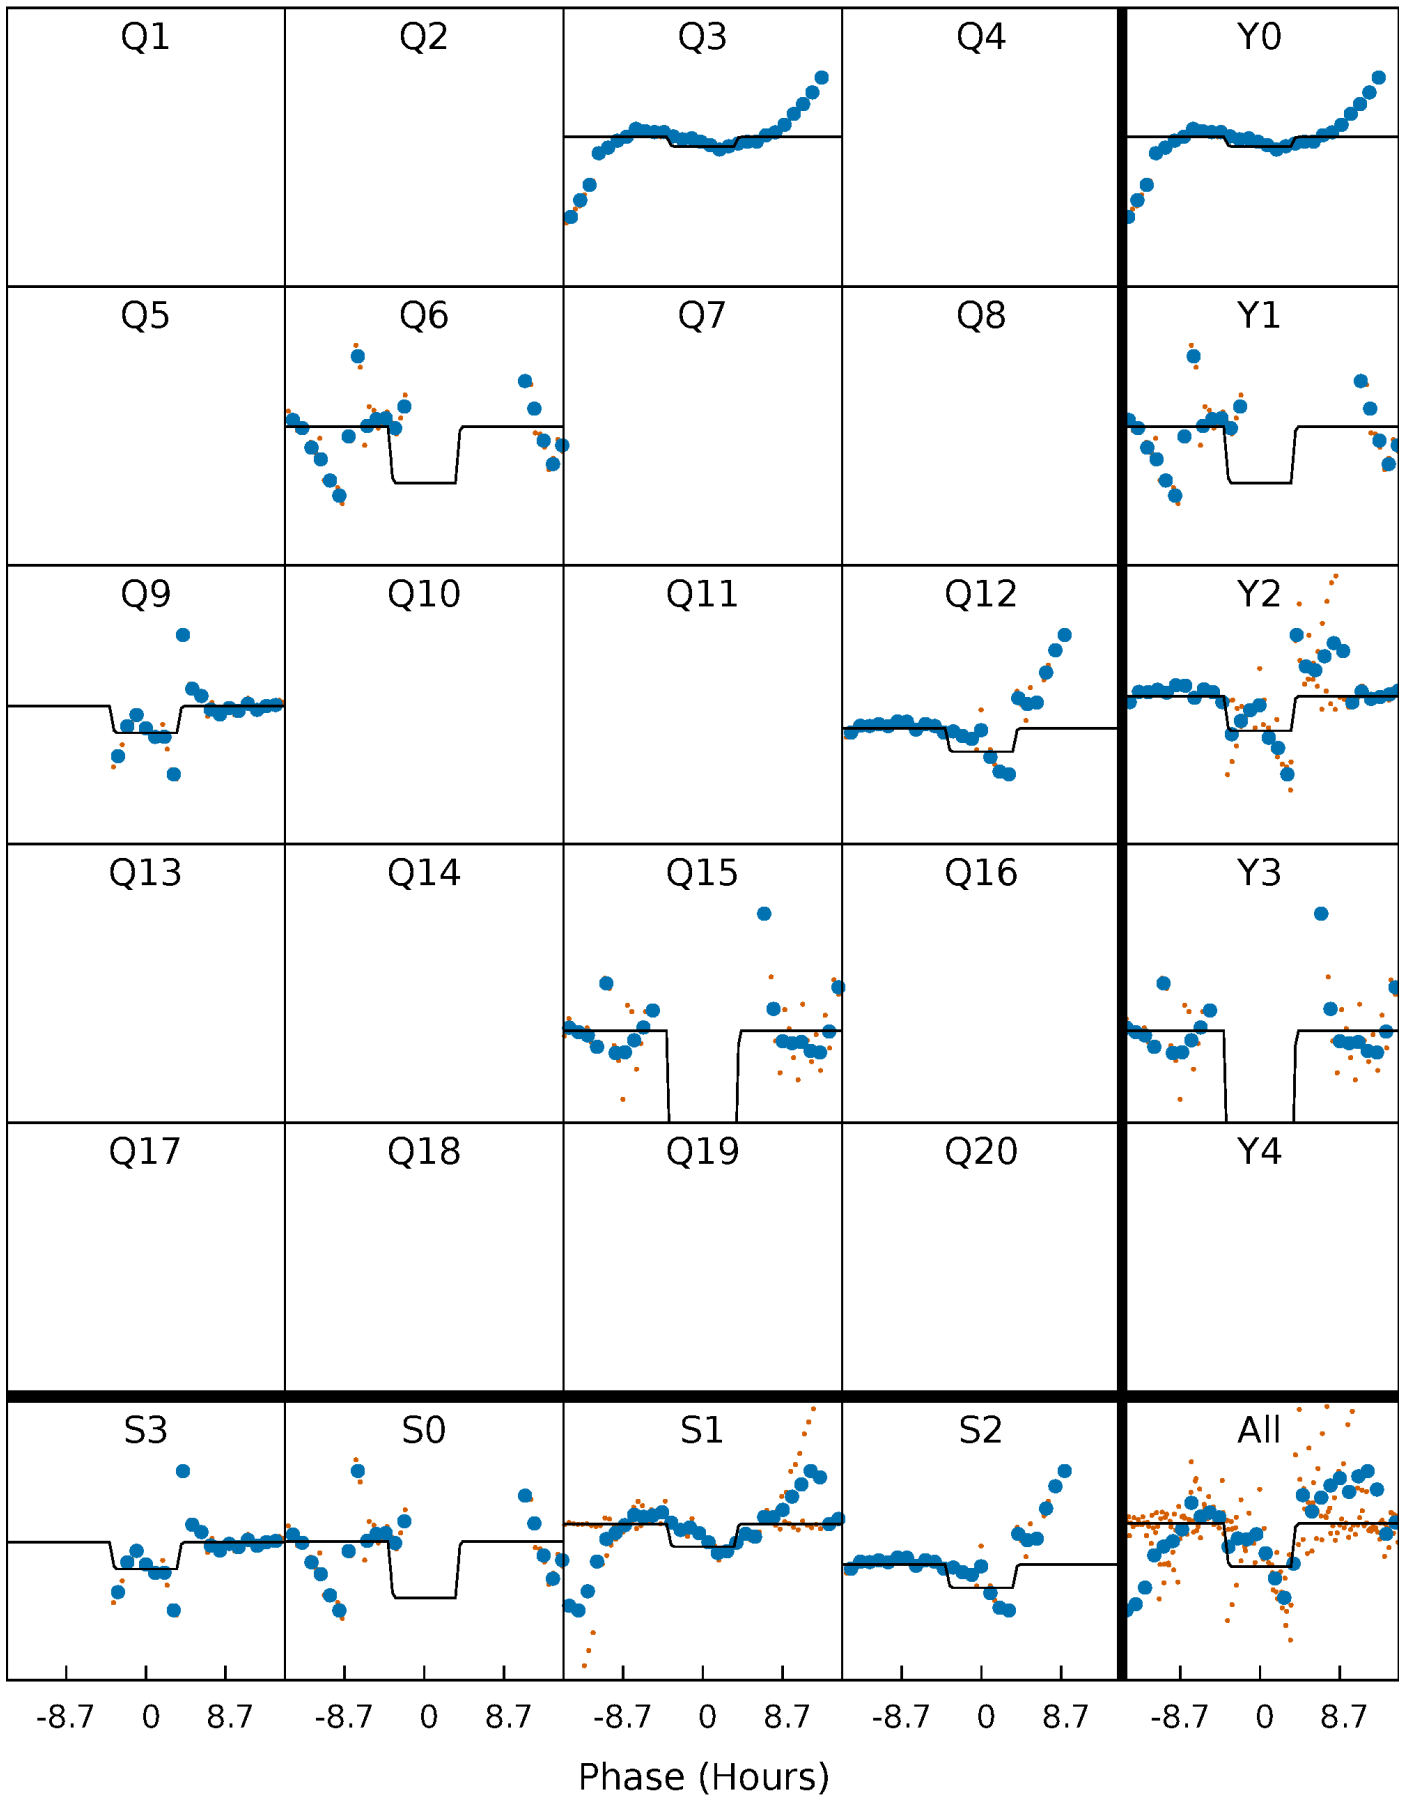 Q1 Q2 Q3 Q4 Y0
Q5 Q6 Q7 Q8 Y1
Q9 Q10 Q11 Q12 Y2
Q13 Q14 Q15 Q16 Y3
Q17 Q18 Q19 Q20 Y4
S3 S0 S1 S2 All
-8.7 0 8.7 -8.7 0 8.7 -8.7 0 8.7 -8.7 0 8.7 -8.7 0 8.7
Phase (Hours)